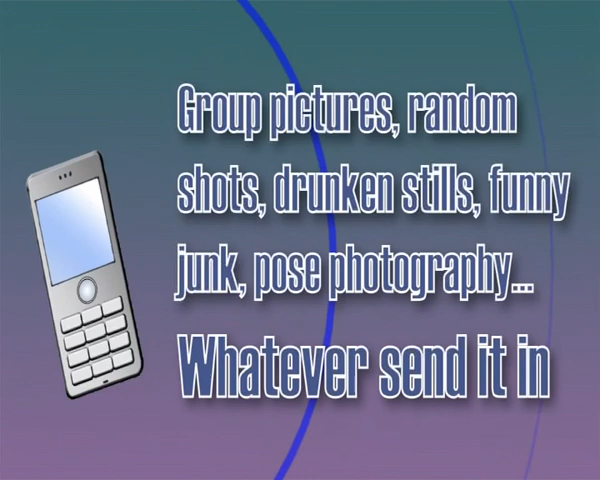 Group pictures, random
shots, drunken stills, funny
junk, pose photography...
Whatever send it in